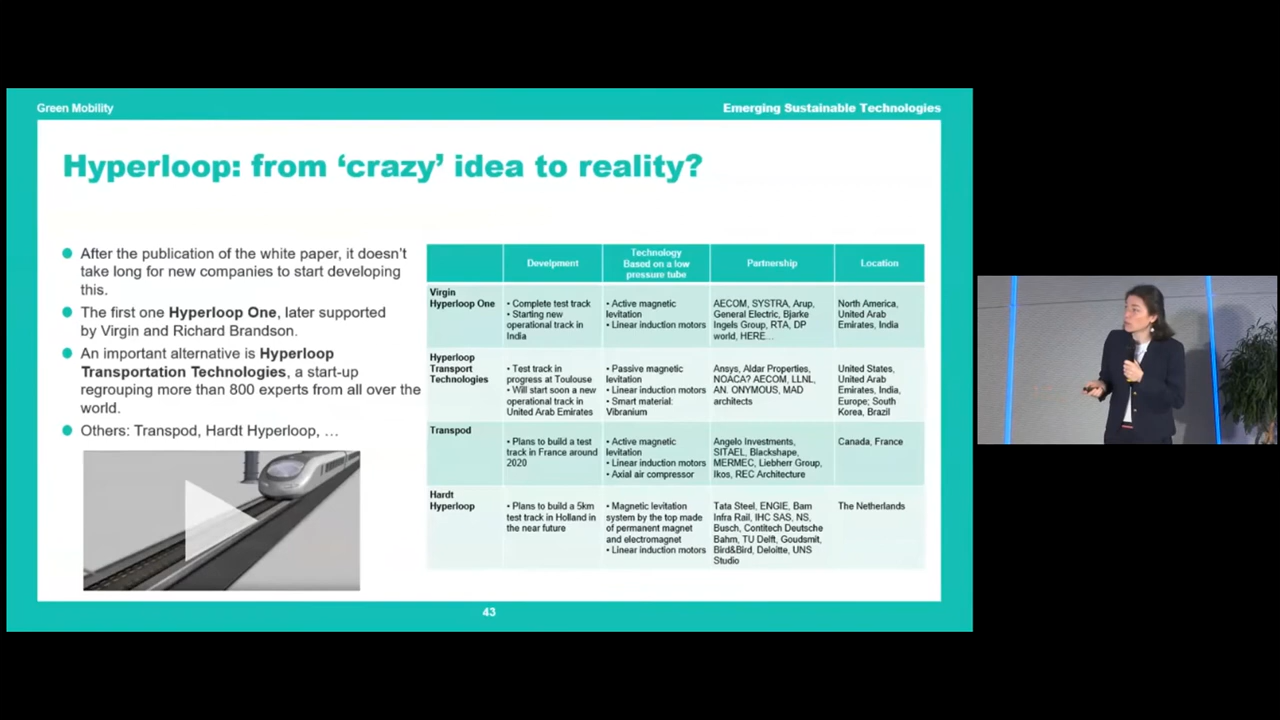 Green Mobility
Emerging Sustainable Technologies
Hyperloop: from ‘crazy’ idea to reality?
After the publication of the white paper, it doesn’t
take long for new companies to start developing
this.
The first one Hyperloop One, later supported
by Virgin and Richard Brandson.
An important alternative is Hyperloop
Transportation Technologies, a start-up
regrouping more than 800 experts from all over the
world.
Others: Transpod, Hardt Hyperloop, …
Develpment
Technology
Based on a low
pressure tube
Partnership
Location
Virgin
Hyperloop One
• Complete test track
• Starting new
operational track in
India
• Active magnetic
levitation
• Linear induction motors
AECOM, SYSTRA, Arup,
General Electric, Bjarke
Ingels Group, RTA, DP
world, HERE…
North America,
United Arab
Emirates, India
Hyperloop
Transport
Technologies
• Test track in
progress at Toulouse
• Will start soon a new
operational track in
United Arab Emirates
• Passive magnetic
levitation
• Linear induction motors
• Smart material:
Vibranium
Ansys, Aldar Properties,
NOACA? AECOM, LLNL,
AN. ONYMOUS, MAD
architects
United States,
United Arab
Emirates, India,
Europe; South
Korea, Brazil
Transpod
• Plans to build a test
track in France around
2020
• Active magnetic
levitation
• Linear induction motors
• Axial air compressor
Angelo Investments,
SITAEL, Blackshape,
MERMEC, Liebherr Group,
Ikos, REC Architecture
Canada, France
Hardt
Hyperloop
• Plans to build a 5km
test track in Holland in
the near future
• Magnetic levitation
system by the top made
of permanent magnet
and electromagnet
• Linear induction motors
Tata Steel, ENGIE, Bam
Infra Rail, IHC SAS, NS,
Busch, Contitech Deutsche
Bahm, TU Delft, Goudsmit,
Bird&Bird, Deloitte, UNS
Studio
The Netherlands
43